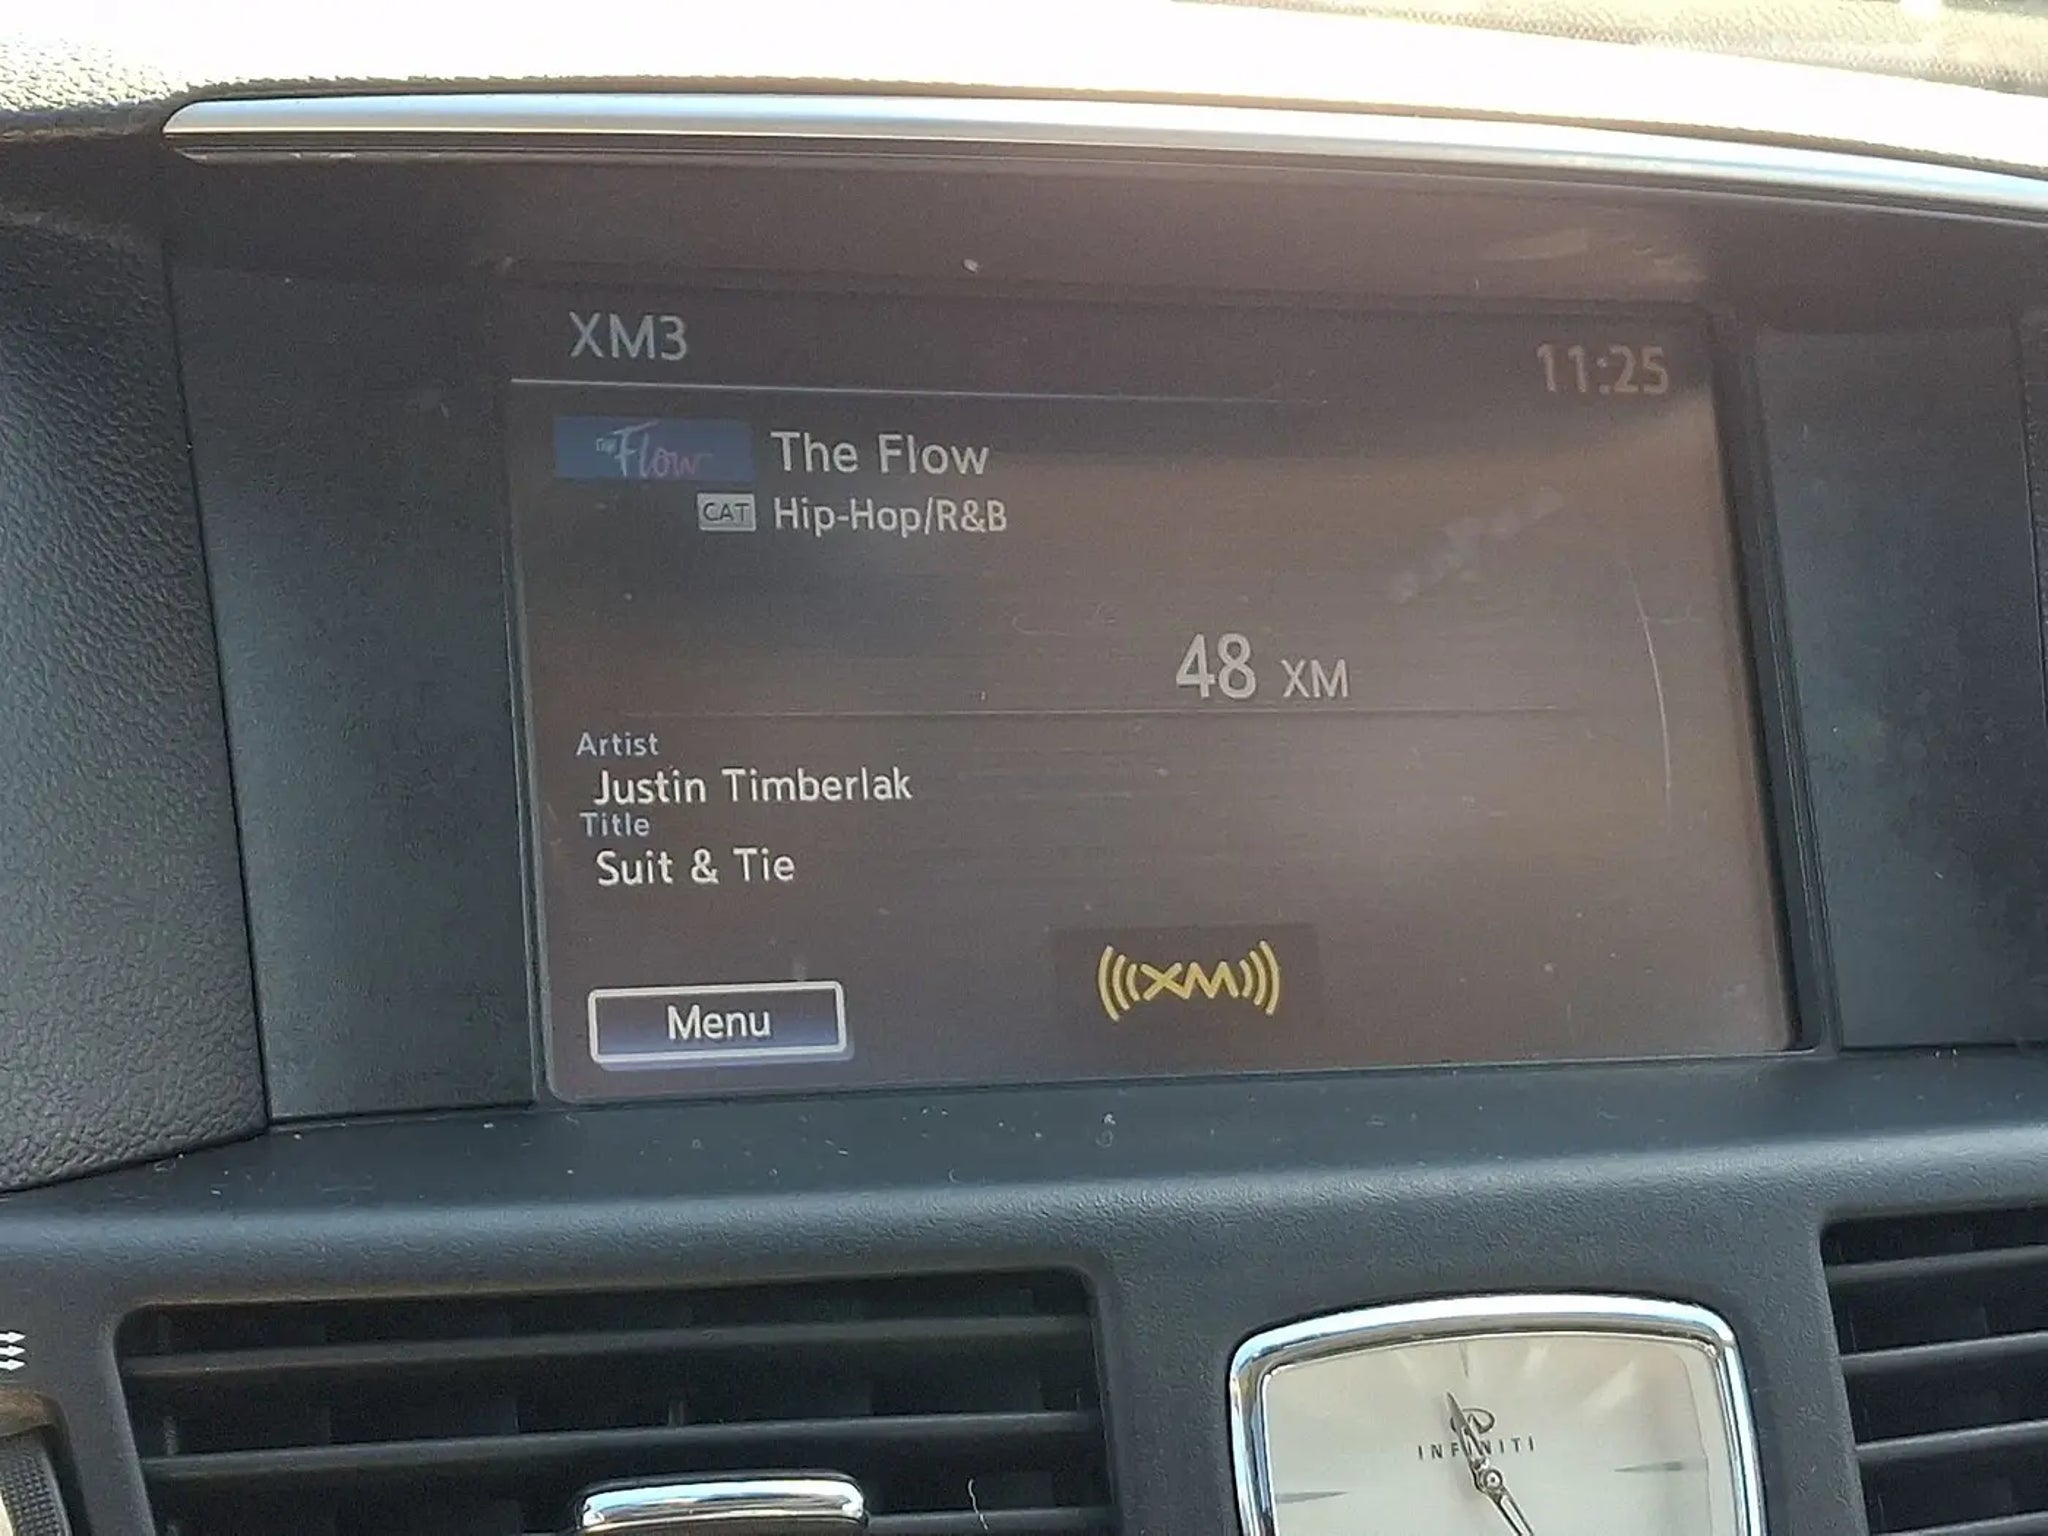 XM3
11:25
The Flow
The Flow
CAT Hip-Hop/R&B
48 XM
Artist
Justin Timberlak
Title
Suit & Tie
Menu
XM
INFINITI